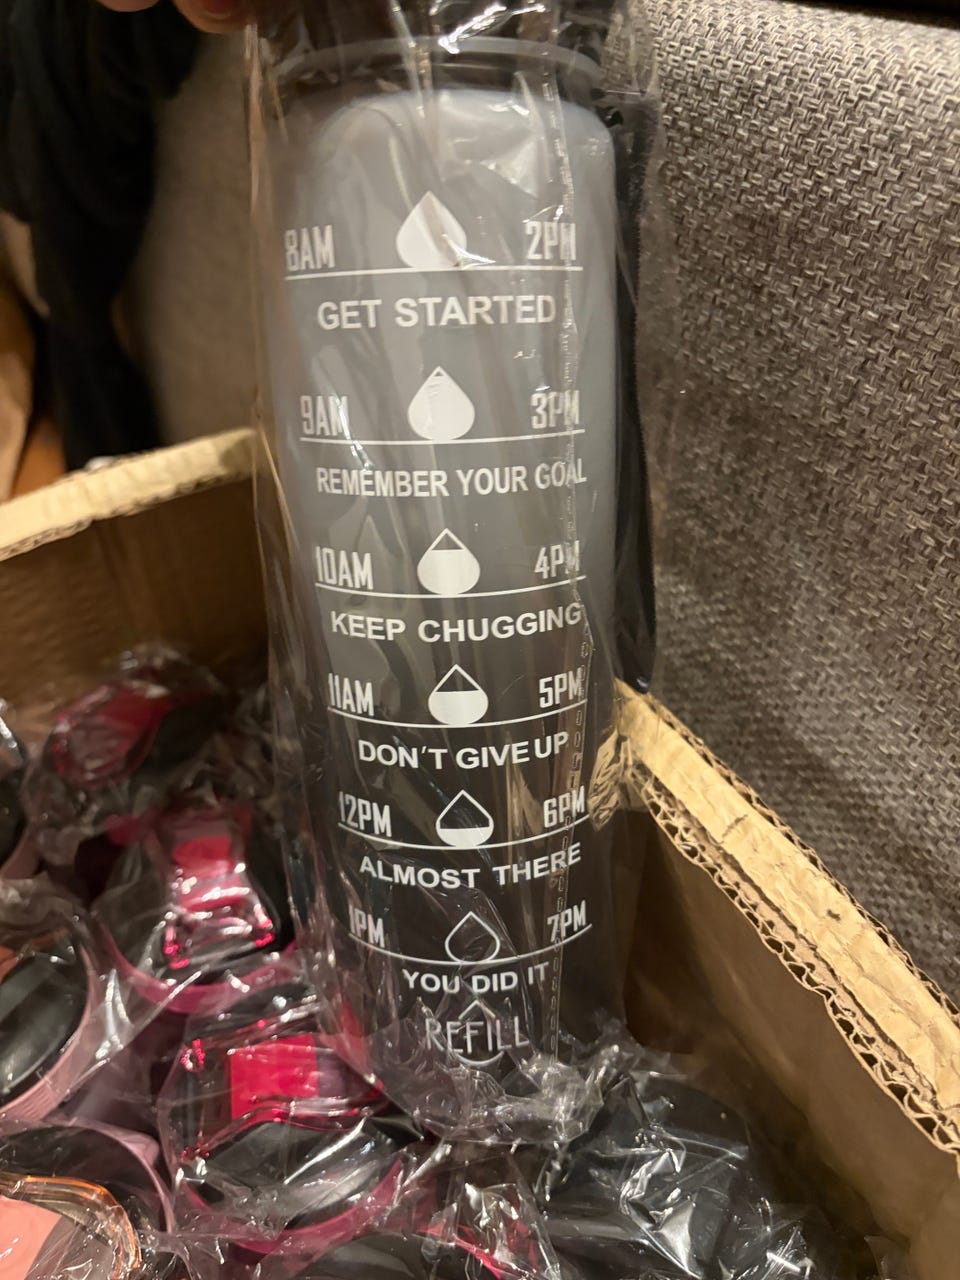 8AM 2PM
GET STARTED
9AM 3PM
REMEMBER YOUR GOAL
10AM 4PM
KEEP CHUGGING
11AM 5PM
DON'T GIVE UP
12PM 6PM
ALMOST THERE
1PM 7PM
YOU DID IT
REFILL